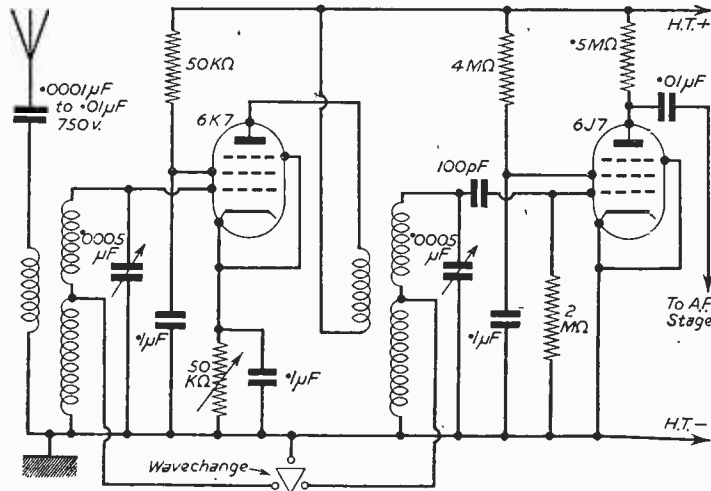 H.T.+
50KΩ
4MΩ
·5MΩ
·01μF
·0001μF
to ·01μF
750 v.
6K7
6J7
100pF
·0005
μF
·0005
μF
·1μF
50
KΩ
·1μF
·1μF
2
MΩ
To A.F.
Stage
H.T.-
Wavechange